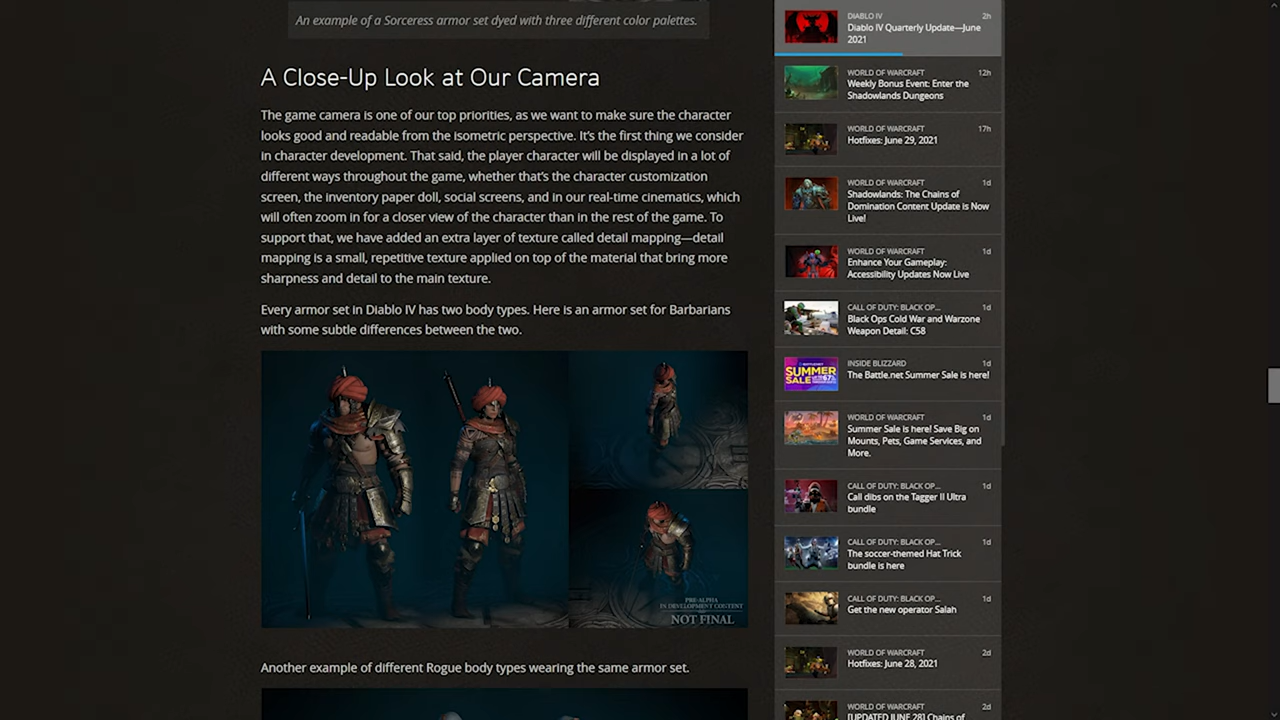 An example of a Sorceress armor set dyed with three different color palettes.
A Close-Up Look at Our Camera
The game camera is one of our top priorities, as we want to make sure the character
looks good and readable from the isometric perspective. It's the first thing we consider
in character development. That said, the player character will be displayed in a lot of
different ways throughout the game, whether that's the character customization
screen, the inventory paper doll, social screens, and in our real-time cinematics, which
will often zoom in for a closer view of the character than in the rest of the game. To
support that, we have added an extra layer of texture called detail mapping—detail
mapping is a small, repetitive texture applied on top of the material that bring more
sharpness and detail to the main texture.
Every armor set in Diablo IV has two body types. Here is an armor set for Barbarians
with some subtle differences between the two.
PRE-ALPHA
IN DEVELOPMENT CONTENT
NOT FINAL
Another example of different Rogue body types wearing the same armor set.
DIABLO IV 2h
Diablo IV Quarterly Update—June
2021
WORLD OF WARCRAFT 12h
Weekly Bonus Event: Enter the
Shadowlands Dungeons
WORLD OF WARCRAFT 17h
Hotfixes: June 29, 2021
WORLD OF WARCRAFT 1d
Shadowlands: The Chains of
Domination Content Update is Now
Live!
WORLD OF WARCRAFT 1d
Enhance Your Gameplay:
Accessibility Updates Now Live
CALL OF DUTY: BLACK OP... 1d
Black Ops Cold War and Warzone
Weapon Detail: C58
INSIDE BLIZZARD 1d
The Battle.net Summer Sale is here!
SUMMER
SALE
67%
WORLD OF WARCRAFT 1d
Summer Sale is here! Save Big on
Mounts, Pets, Game Services, and
More.
CALL OF DUTY: BLACK OP... 1d
Call dibs on the Tagger II Ultra
bundle
CALL OF DUTY: BLACK OP... 1d
The soccer-themed Hat Trick
bundle is here
CALL OF DUTY: BLACK OP... 1d
Get the new operator Salah
WORLD OF WARCRAFT 2d
Hotfixes: June 28, 2021
WORLD OF WARCRAFT 2d
[UPDATED JUNE 28] Chains of